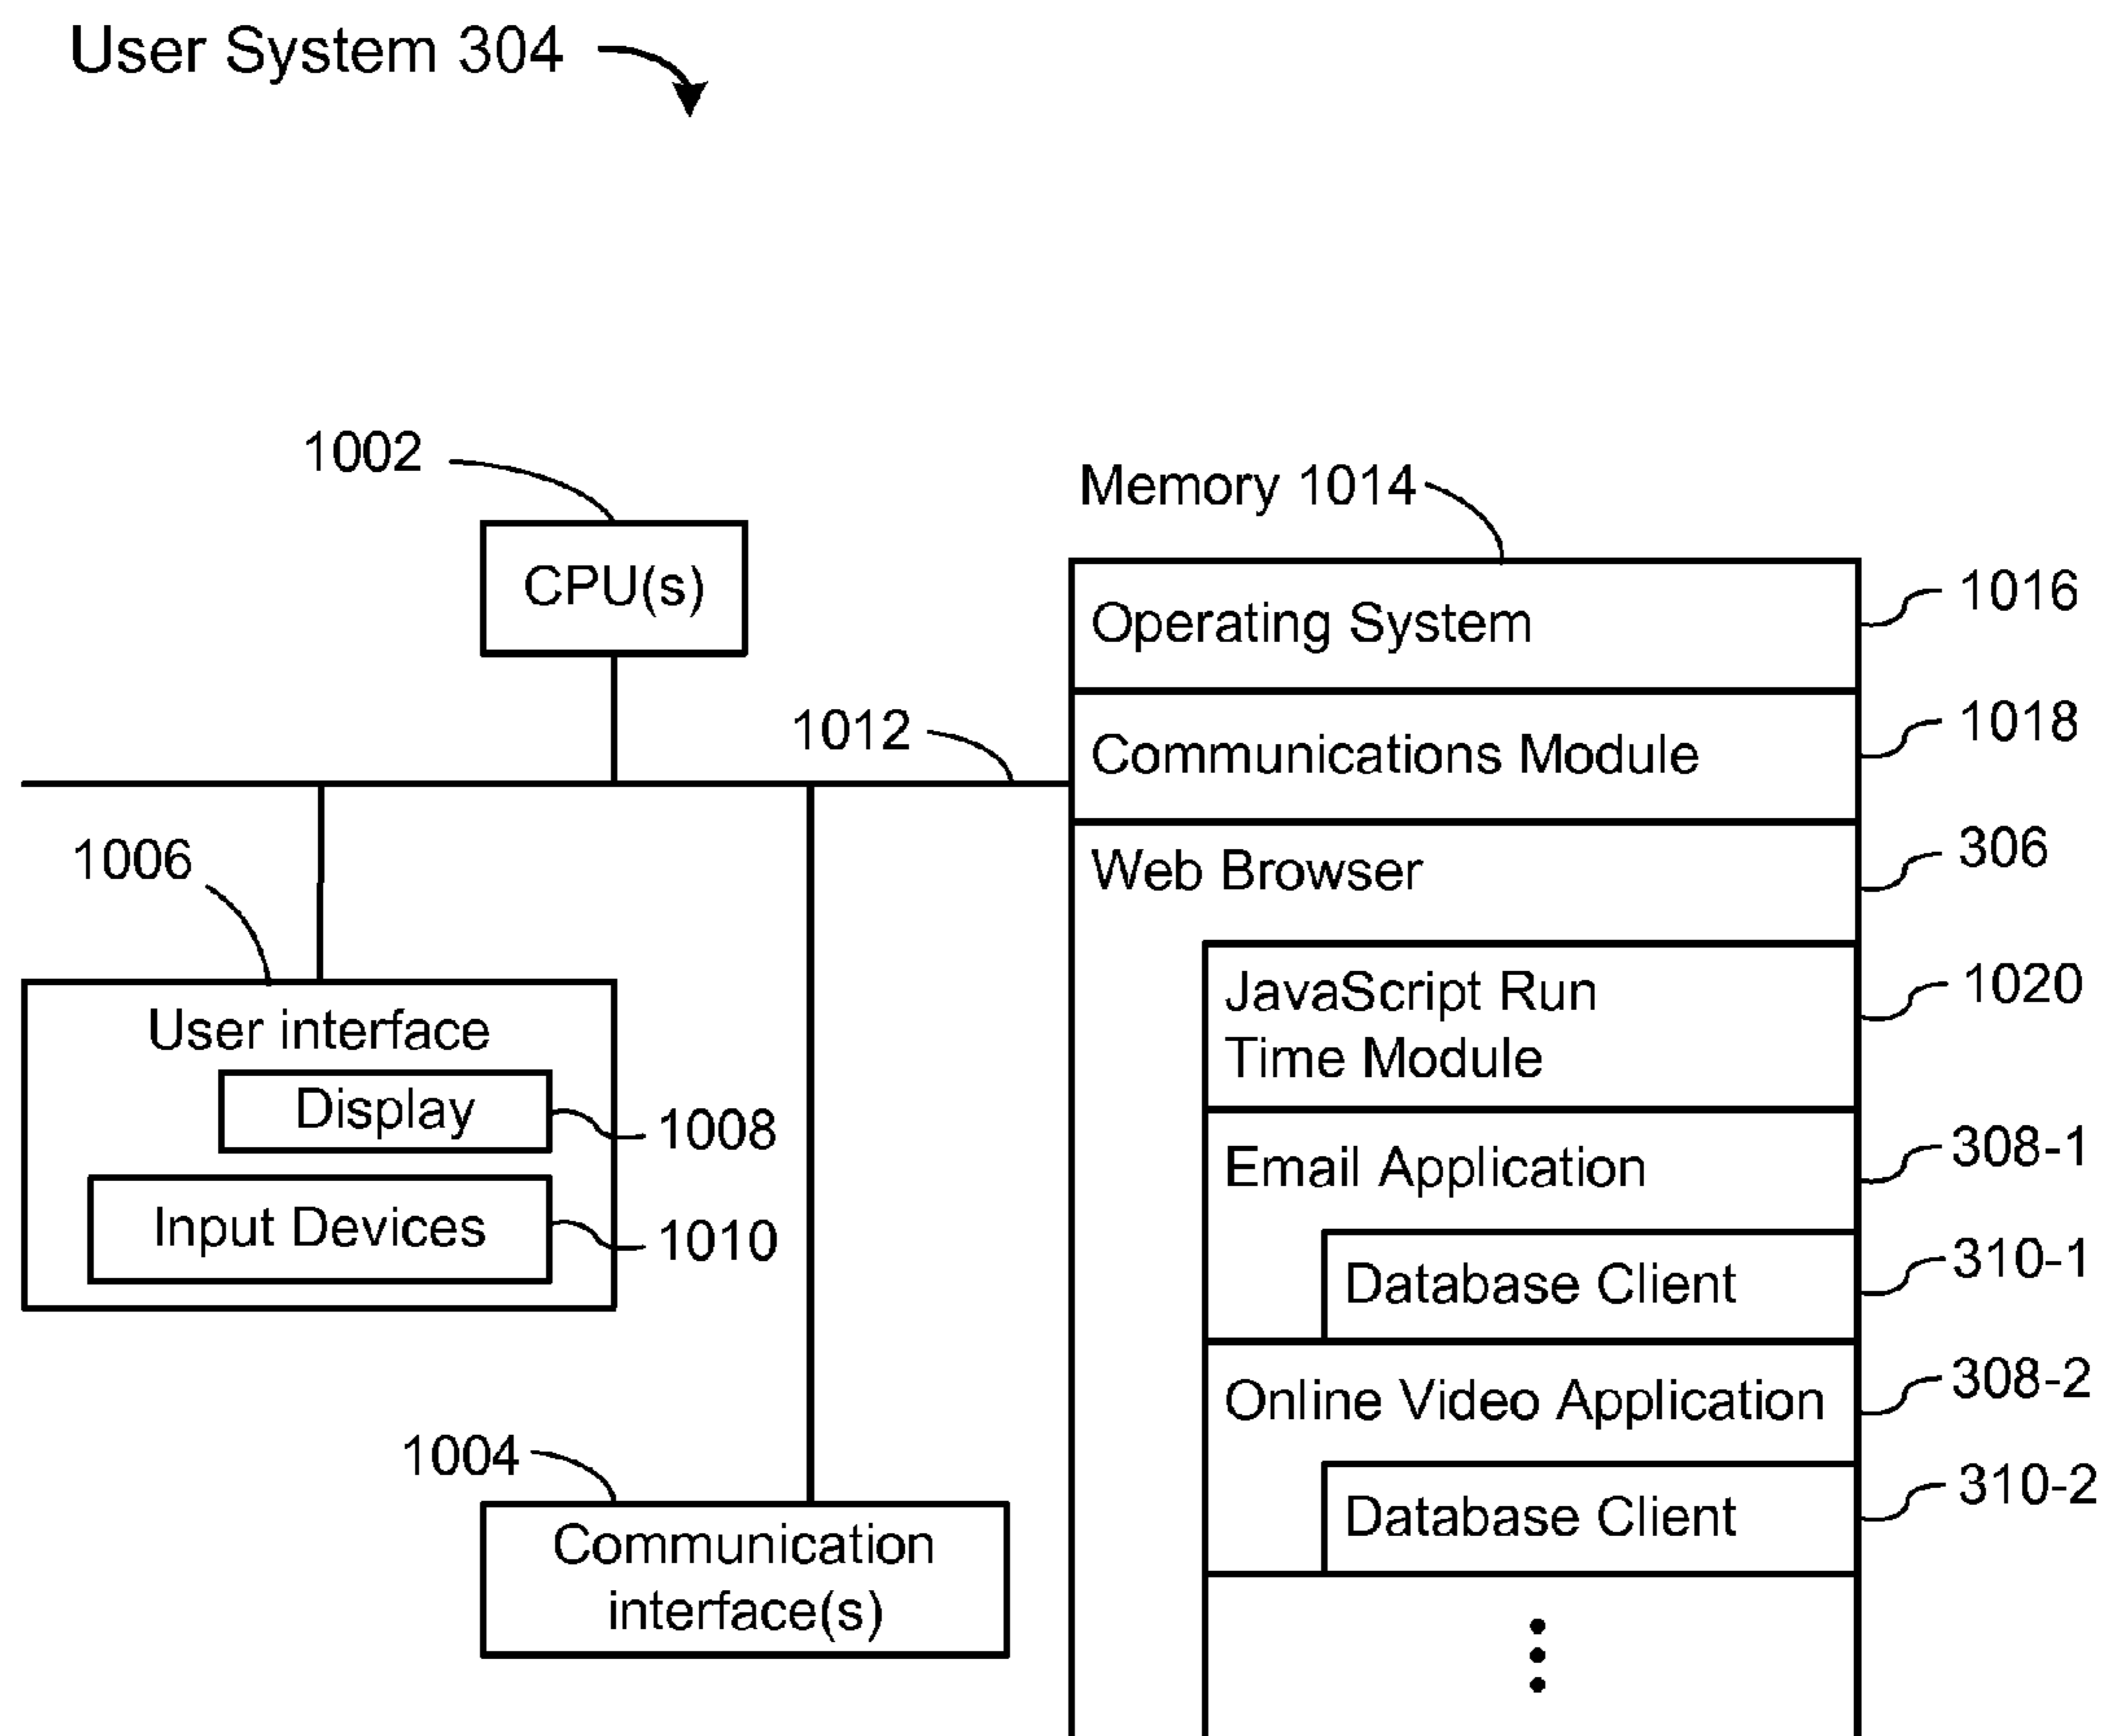 User System 304
1002
CPU(s)
1012
1006
User interface
Display
1008
Input Devices
1010
1004
Communication
interface(s)
Memory 1014
Operating System
1016
Communications Module
1018
Web Browser
306
JavaScript Run
Time Module
1020
Email Application
308-1
Database Client
310-1
Online Video Application
308-2
Database Client
310-2